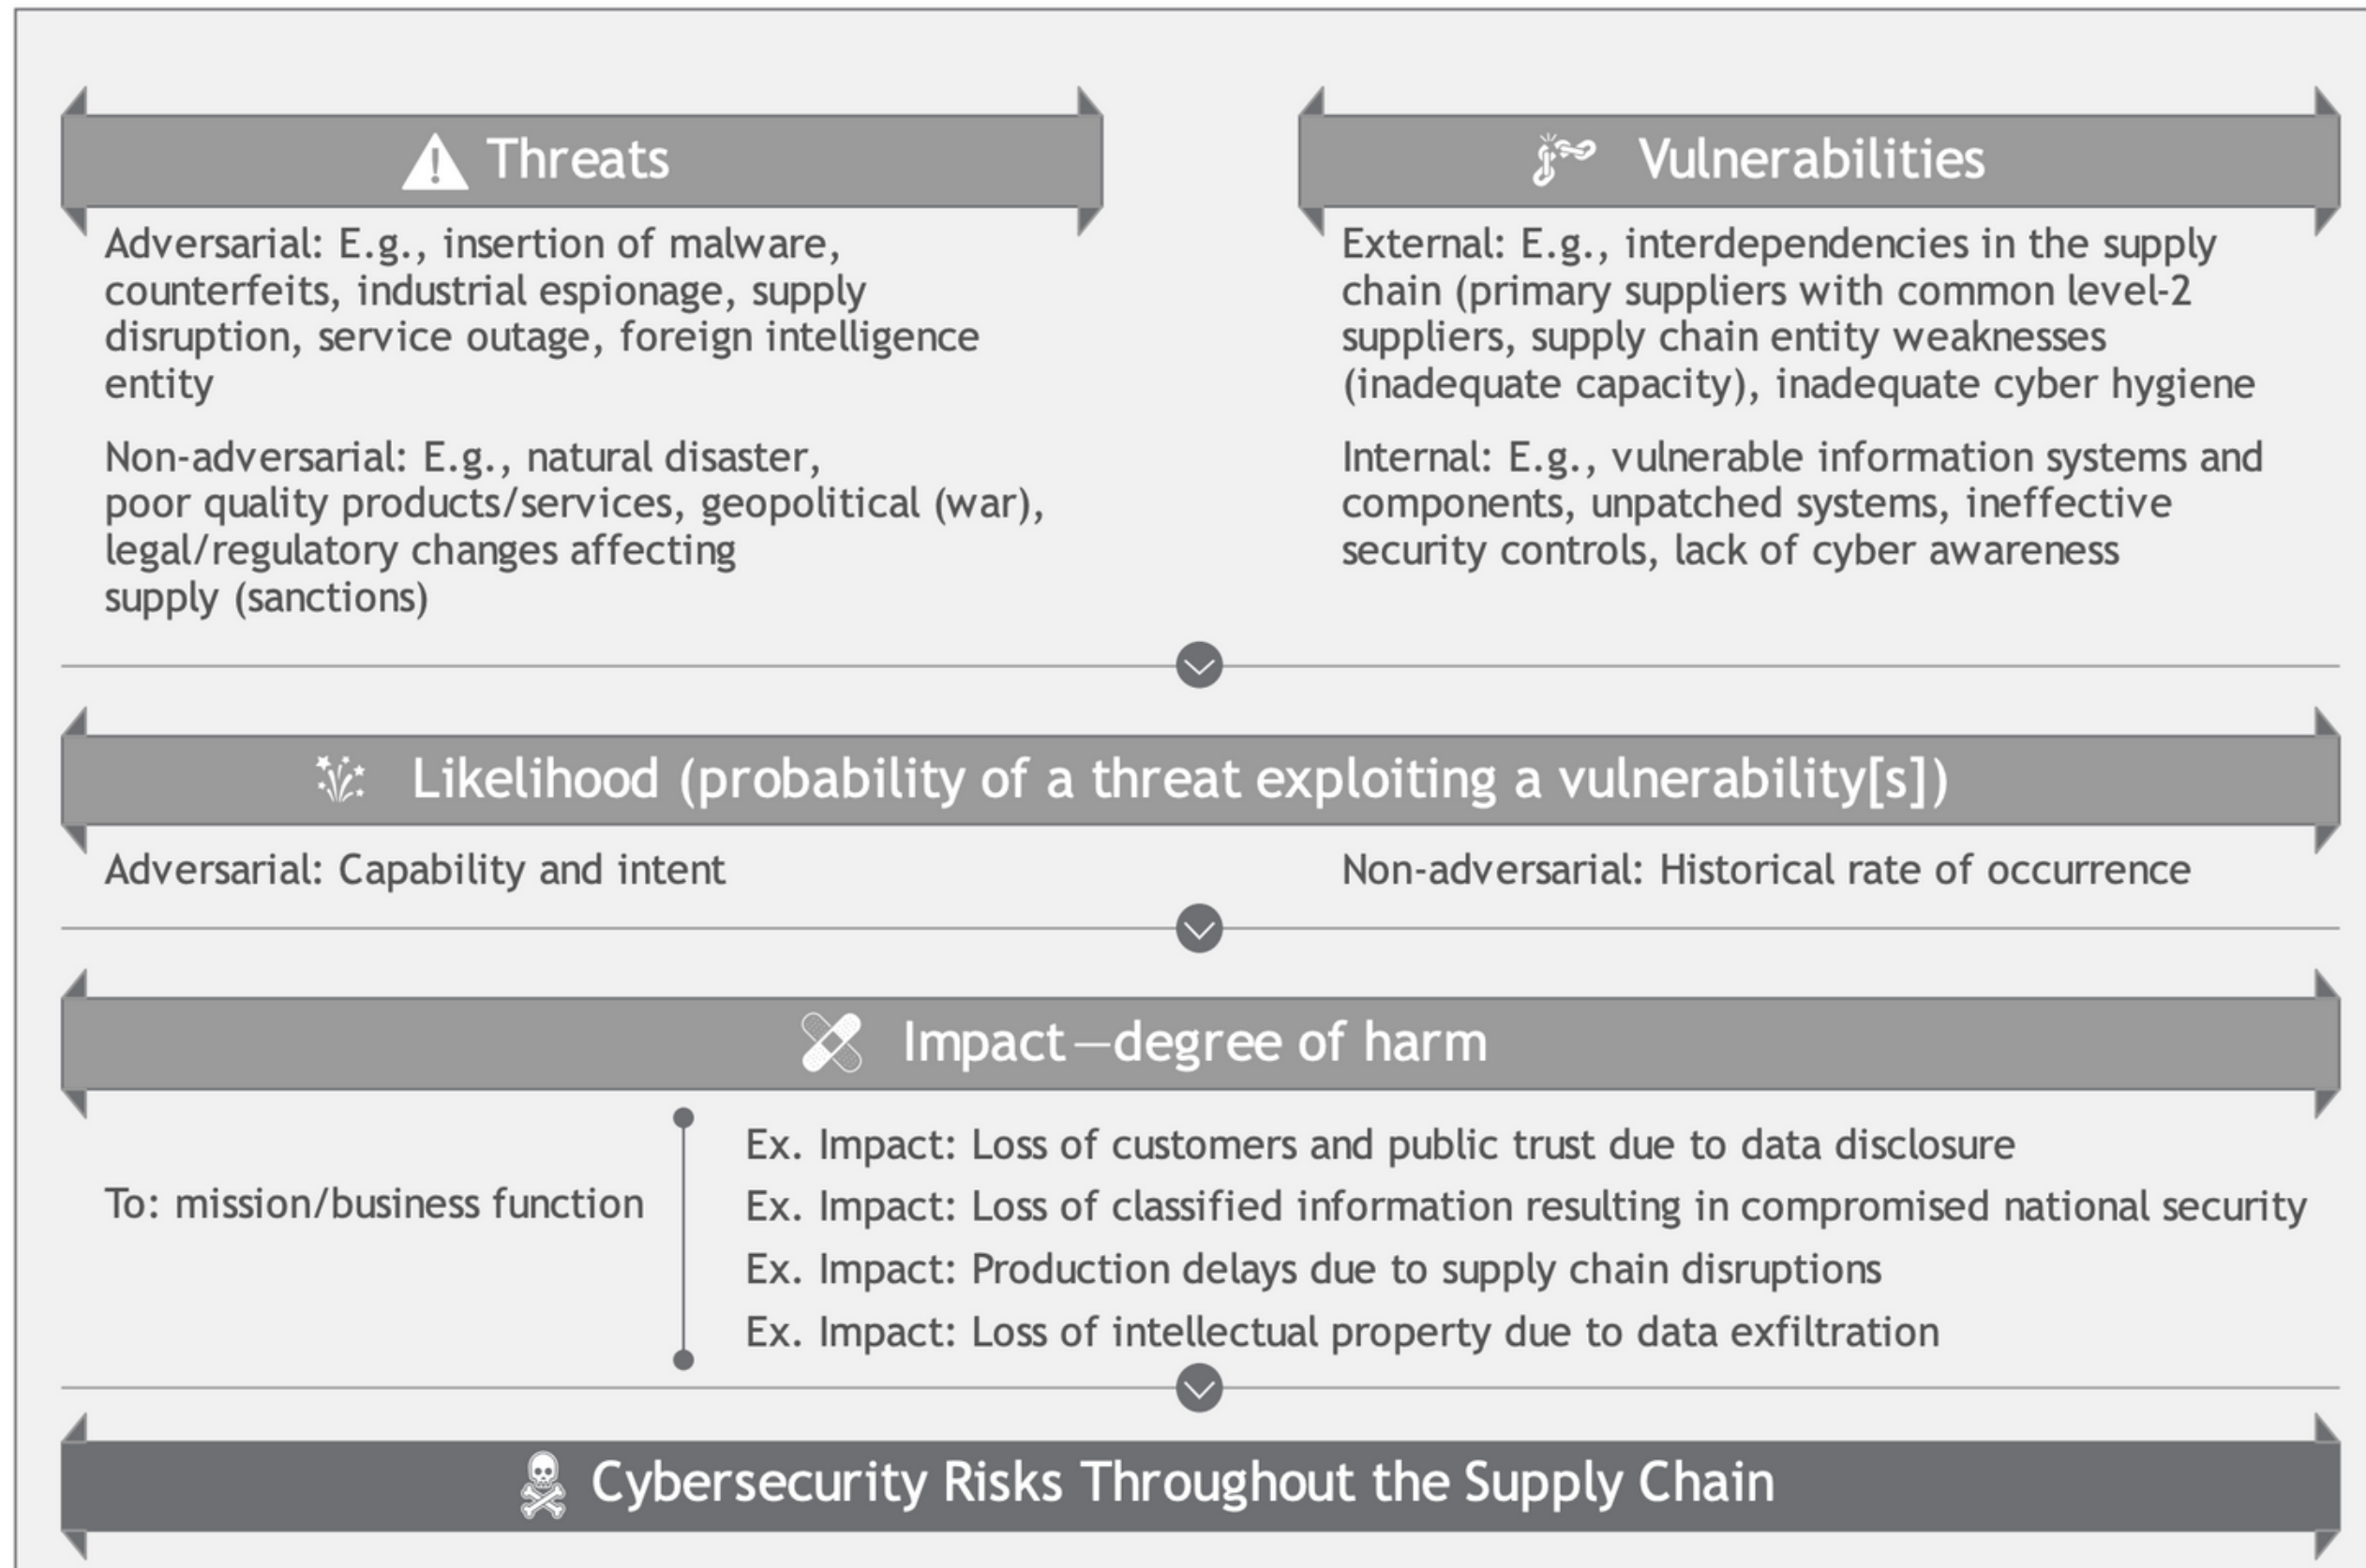 Threats
Adversarial: E.g., insertion of malware,
counterfeits, industrial espionage, supply
disruption, service outage, foreign intelligence
entity
Non-adversarial: E.g., natural disaster,
poor quality products/services, geopolitical (war),
legal/regulatory changes affecting
supply (sanctions)
Vulnerabilities
External: E.g., interdependencies in the supply
chain (primary suppliers with common level-2
suppliers, supply chain entity weaknesses
(inadequate capacity), inadequate cyber hygiene
Internal: E.g., vulnerable information systems and
components, unpatched systems, ineffective
security controls, lack of cyber awareness
Likelihood (probability of a threat exploiting a vulnerability[s])
Adversarial: Capability and intent
Non-adversarial: Historical rate of occurrence
Impact—degree of harm
To: mission/business function
Ex. Impact: Loss of customers and public trust due to data disclosure
Ex. Impact: Loss of classified information resulting in compromised national security
Ex. Impact: Production delays due to supply chain disruptions
Ex. Impact: Loss of intellectual property due to data exfiltration
Cybersecurity Risks Throughout the Supply Chain